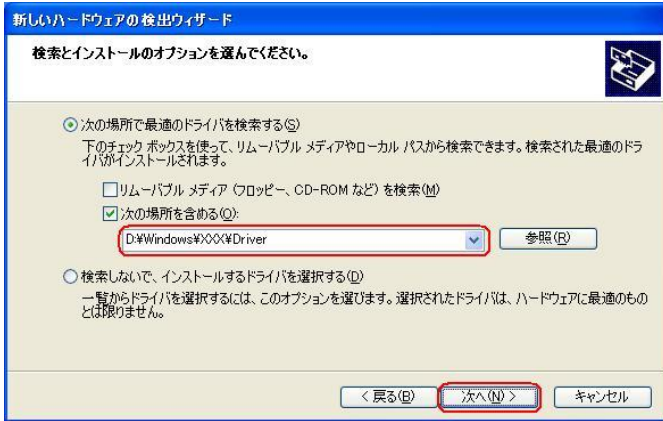 新しいハードウェアの検出ウィザード
検索とインストールのオプションを選んでください。
次の場所で最適のドライバを検索する(S)
下のチェック ボックスを使って、リムーバブル メディアやローカル パスから検索できます。検索された最適のドラ
イバがインストールされます。
リムーバブル メディア (フロッピー、CD-ROM など) を検索(M)
次の場所を含める(O):
D:¥Windows¥XXX¥Driver
参照(R)
検索しないで、インストールするドライバを選択する(D)
一覧からドライバを選択するには、このオプションを選びます。選択されたドライバは、ハードウェアに最適のもの
とは限りません。
< 戻る(B)
次へ(N) >
キャンセル